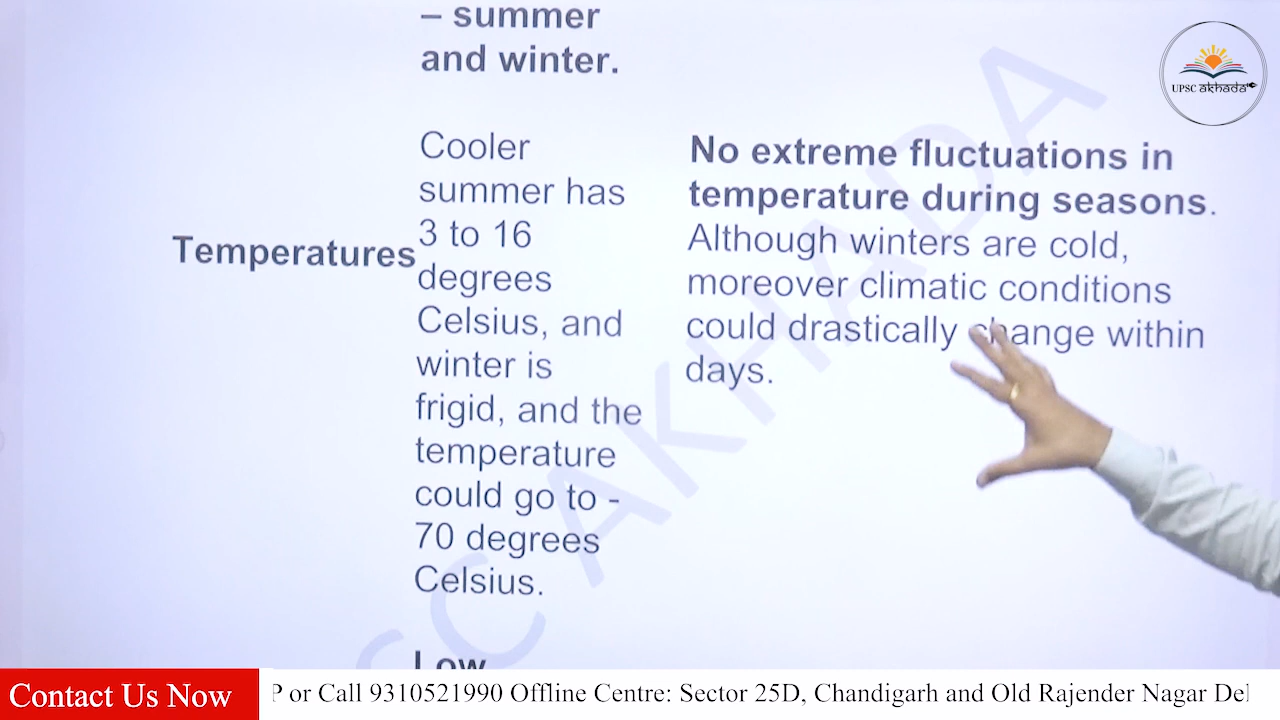 – summer
and winter.
Temperatures
Cooler
summer has
3 to 16
degrees
Celsius, and
winter is
frigid, and the
temperature
could go to -
70 degrees
Celsius.
No extreme fluctuations in
temperature during seasons.
Although winters are cold,
moreover climatic conditions
could drastically change within
days.
Low
UPSC akhada
SC AKHADA
Contact Us Now
P or Call 9310521990 Offline Centre: Sector 25D, Chandigarh and Old Rajender Nagar Del